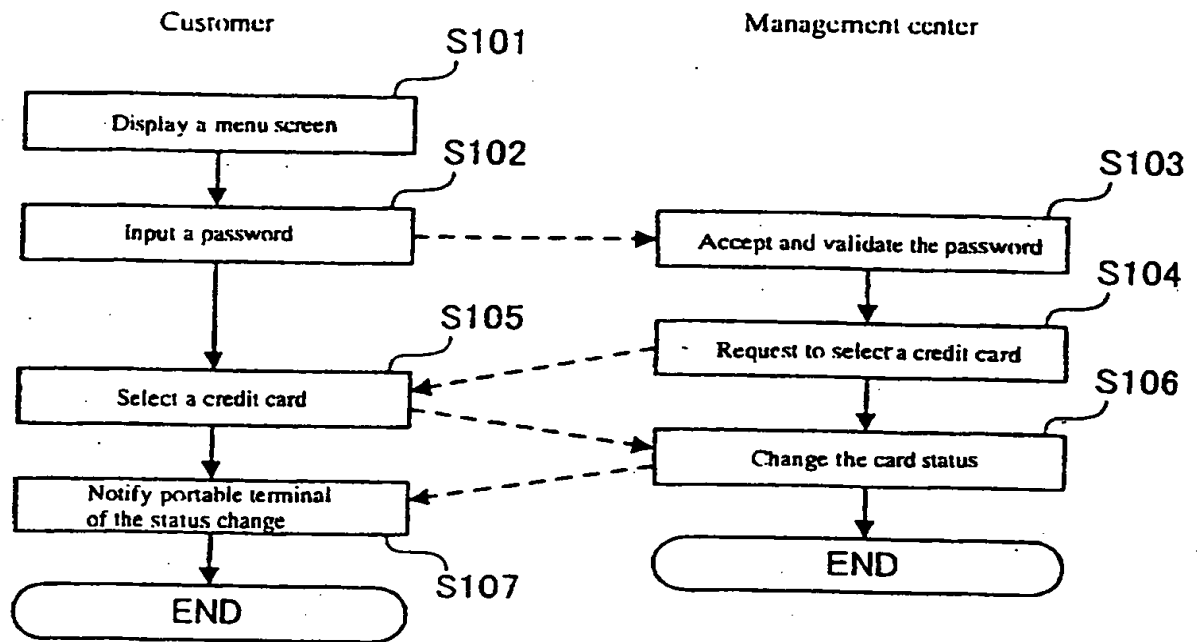 Customer
Management center
S101
Display a menu screen
S102
S103
Input a password
Accept and validate the password
S104
S105
Request to select a credit card
Select a credit card
S106
Change the card status
Notify portable terminal
of the status change
S107
END
END